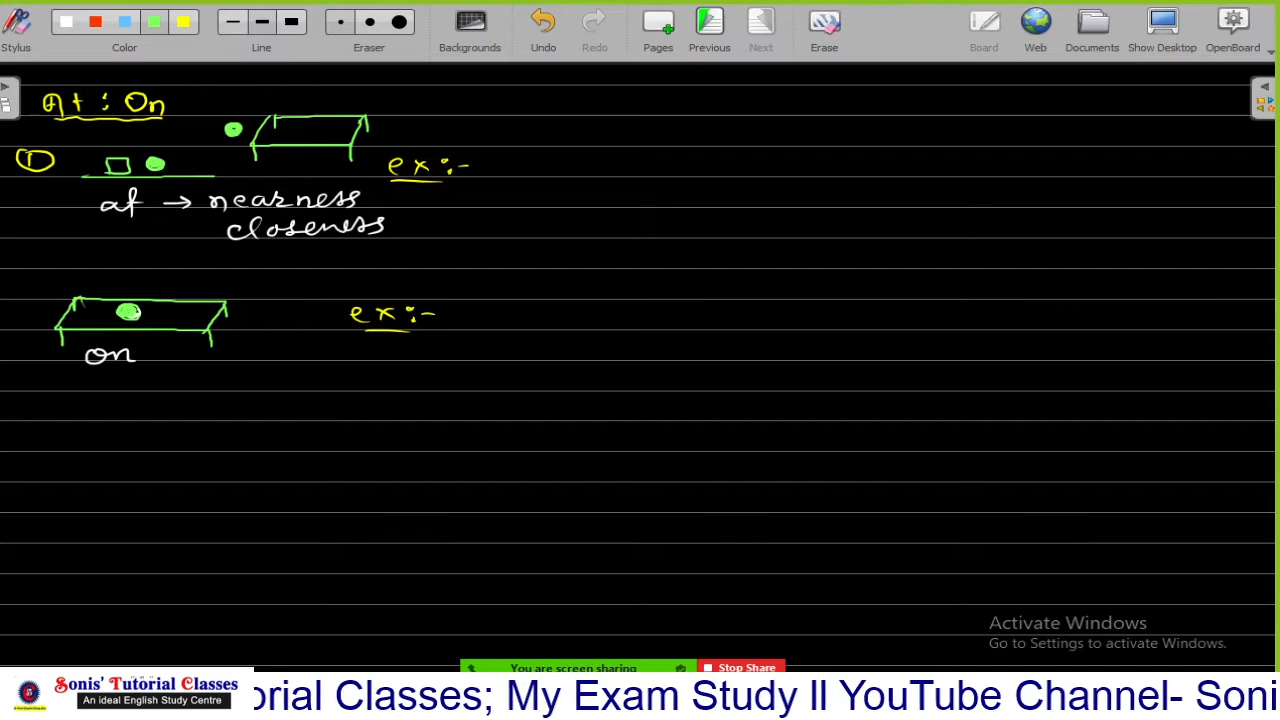 Stylus
Color
Line
Eraser
Backgrounds
Undo
Redo
Pages
Previous
Next
Erase
Board
Web
Documents
Show Desktop
OpenBoard
At : On
① ex :-
at → nearness
closeness
ex :-
on
Activate Windows
Go to Settings to activate Windows.
You are screen sharing
Stop Share
Sonis' Tutorial Classes
An ideal English Study Centre
orial Classes; My Exam Study II YouTube Channel- Soni